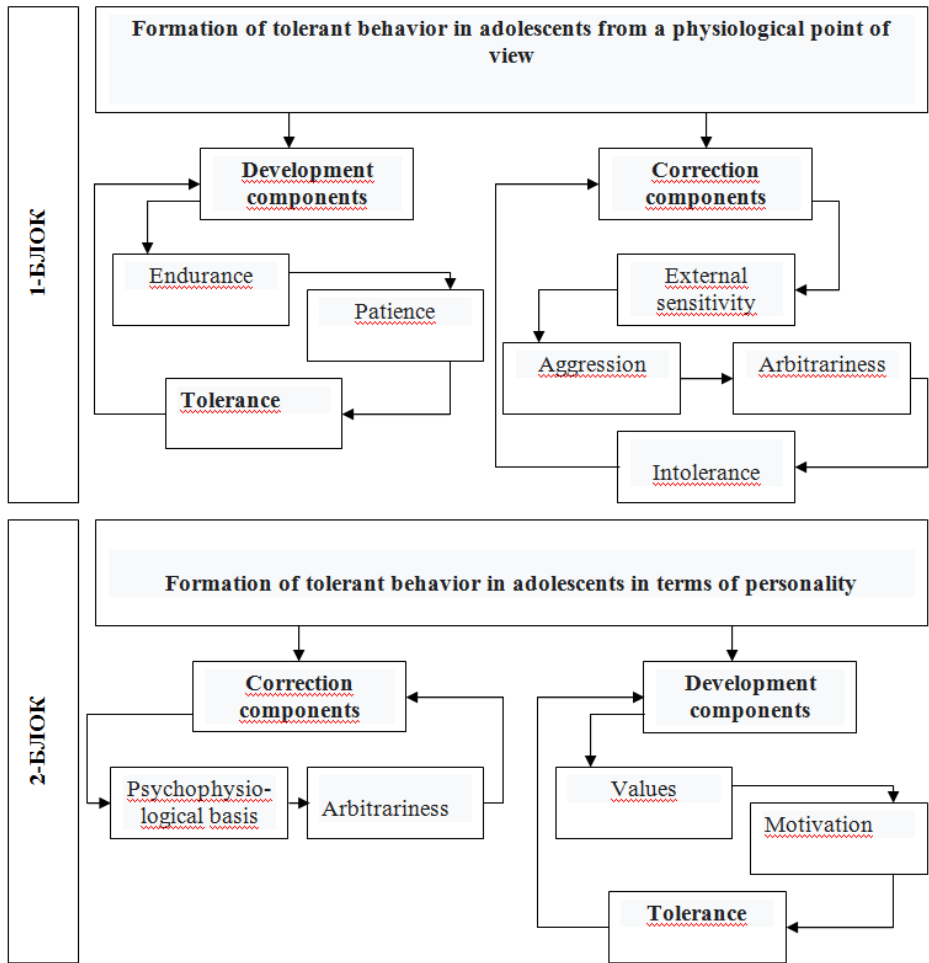 1-БЛОК
Formation of tolerant behavior in adolescents from a physiological point of
view
Development
components
Correction
components
Endurance
Patience
Tolerance
External
sensitivity
Aggression
Arbitrariness
Intolerance
2-БЛОК
Formation of tolerant behavior in adolescents in terms of personality
Correction
components
Development
components
Psychophysio-
logical basis
Arbitrariness
Values
Motivation
Tolerance